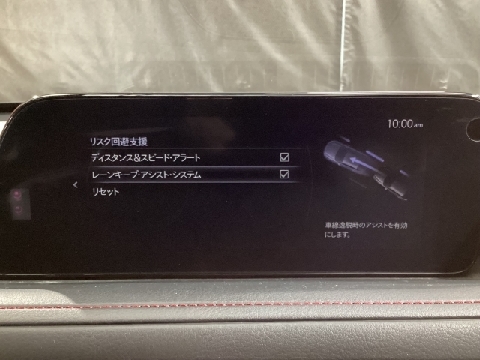 10:00 AM
リスク回避支援
ディスタンス&スピード・アラート
レーンキープ・アシスト・システム
リセット
車線逸脱時のアシストを有効
にします。